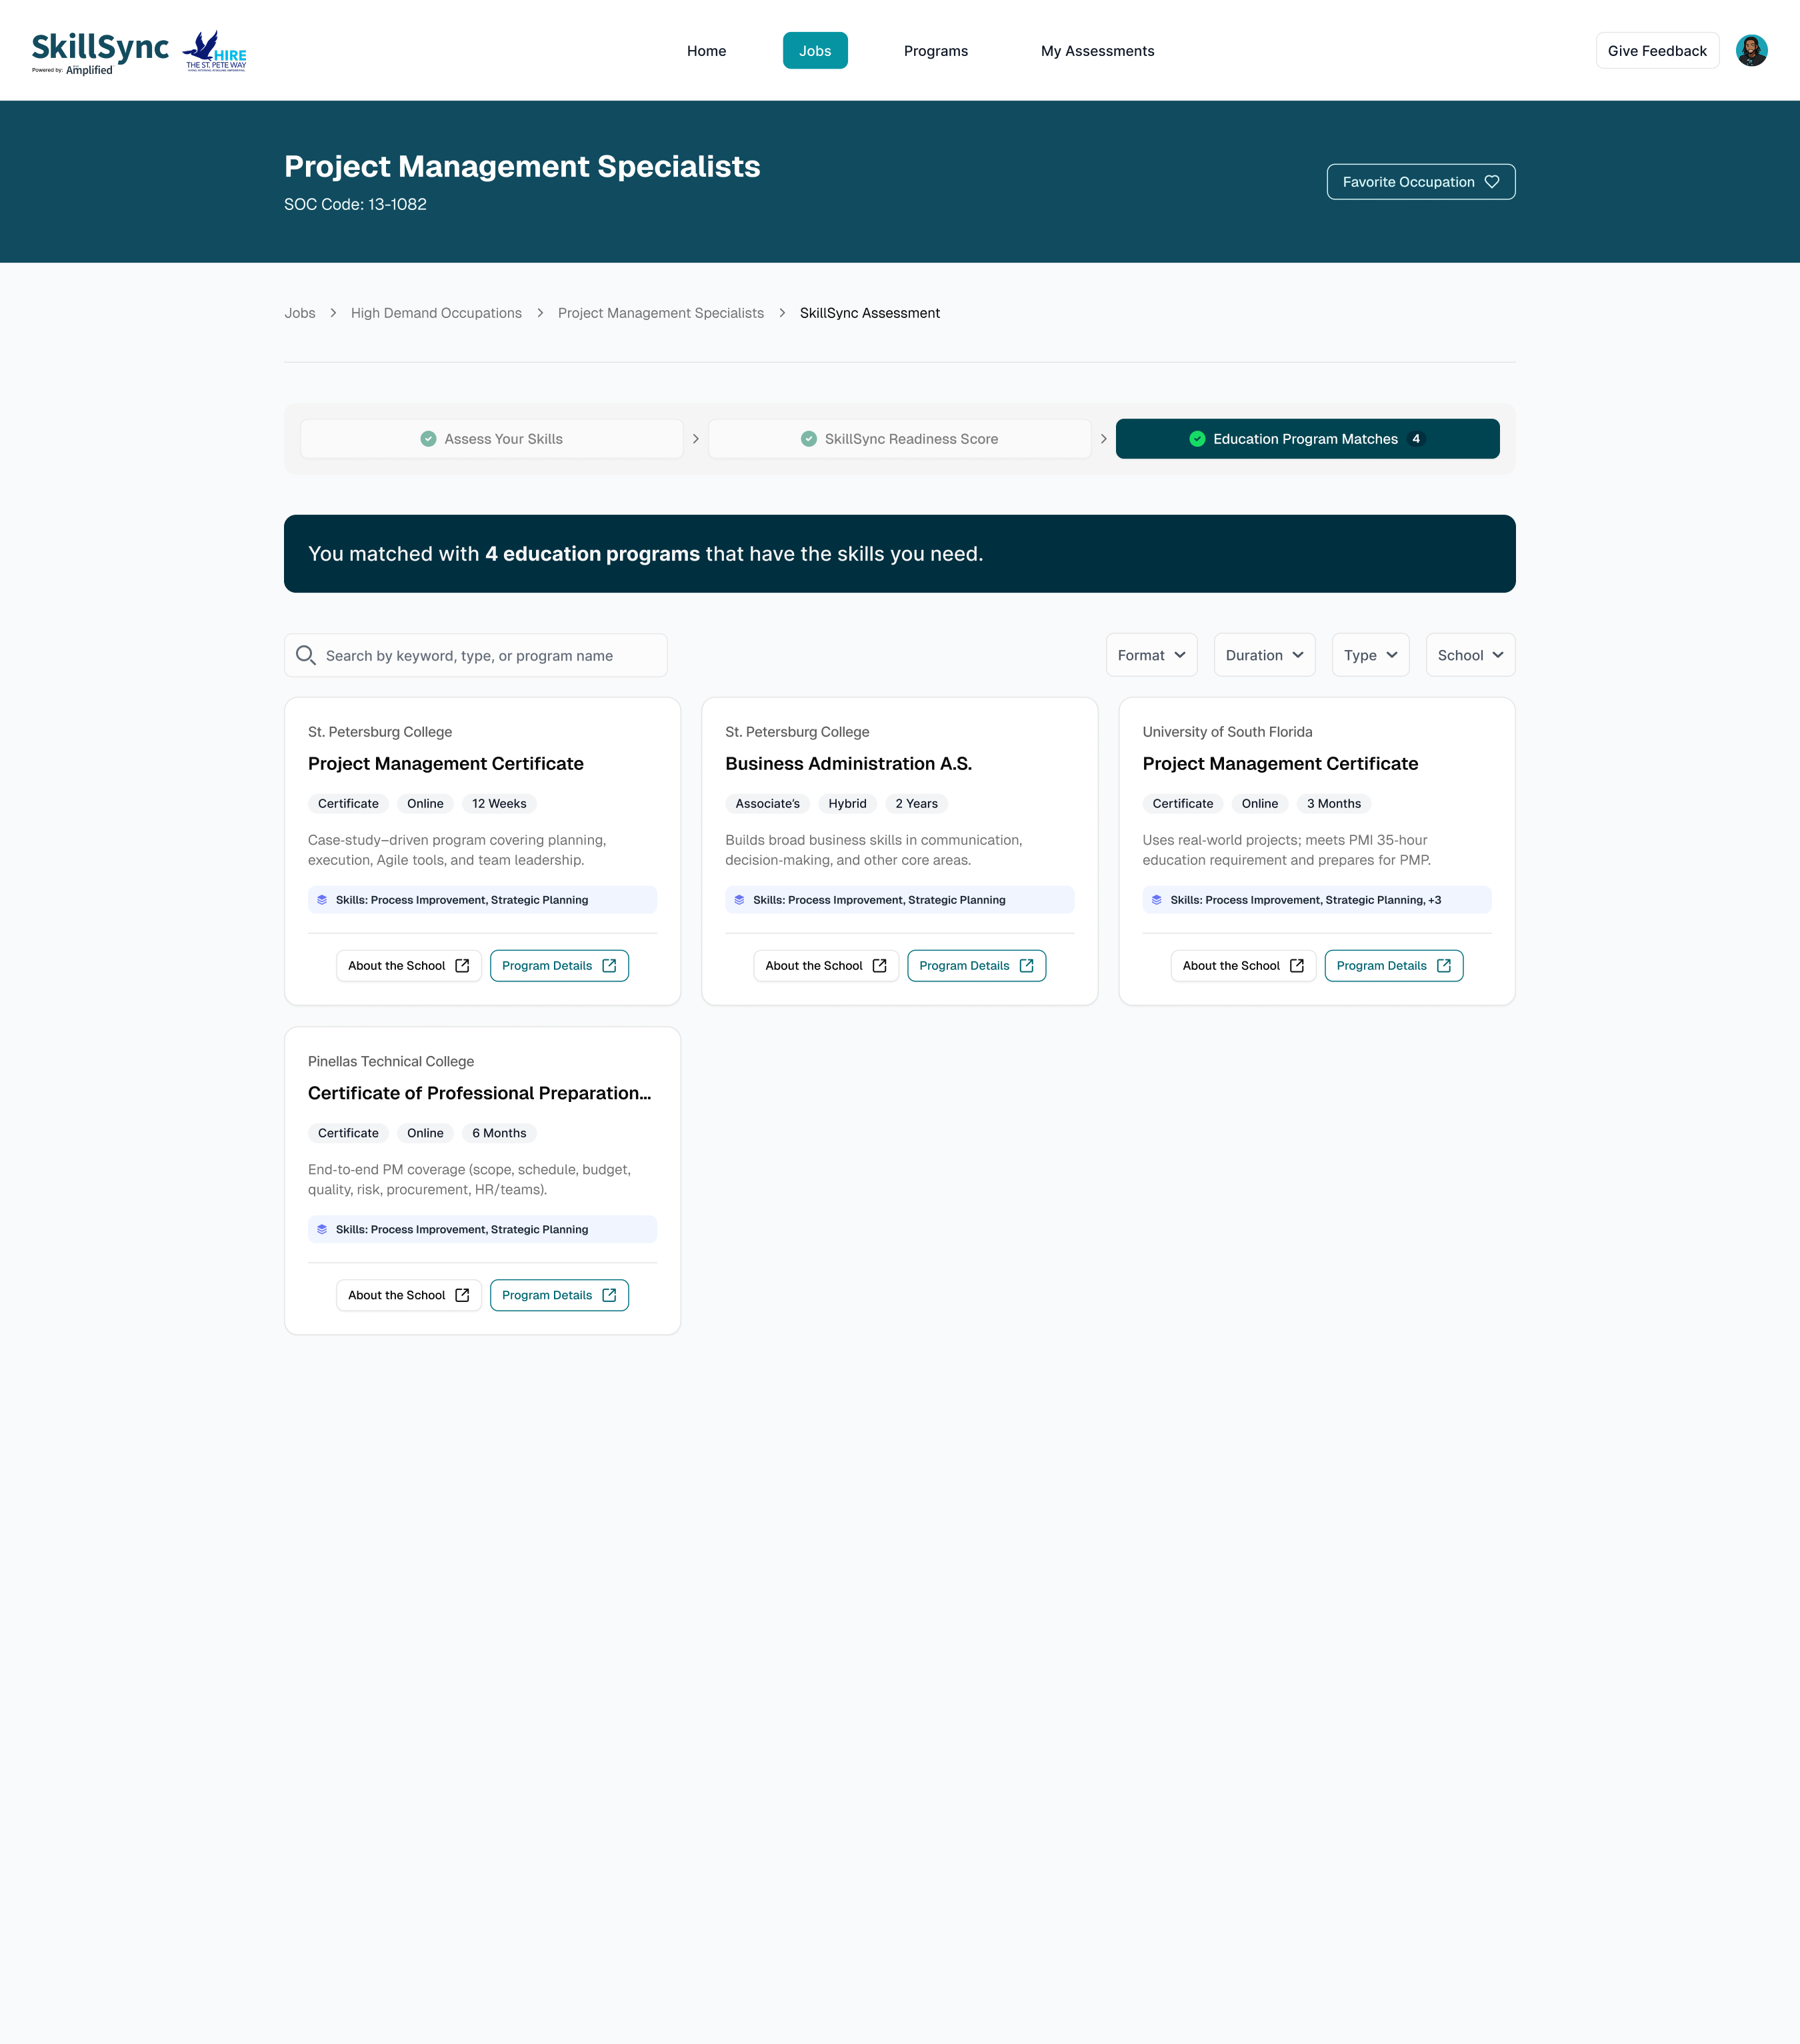 SkillSync
Powered by: Amplified
HIRE
THE ST. PETE WAY
Home
Jobs
Programs
My Assessments
Give Feedback
Project Management Specialists
SOC Code: 13-1082
Favorite Occupation
Jobs > High Demand Occupations > Project Management Specialists > SkillSync Assessment
Assess Your Skills
SkillSync Readiness Score
Education Program Matches 4
You matched with 4 education programs that have the skills you need.
Search by keyword, type, or program name
Format
Duration
Type
School
St. Petersburg College
Project Management Certificate
Certificate Online 12 Weeks
Case-study–driven program covering planning,
execution, Agile tools, and team leadership.
Skills: Process Improvement, Strategic Planning
About the School
Program Details
St. Petersburg College
Business Administration A.S.
Associate's Hybrid 2 Years
Builds broad business skills in communication,
decision-making, and other core areas.
Skills: Process Improvement, Strategic Planning
About the School
Program Details
University of South Florida
Project Management Certificate
Certificate Online 3 Months
Uses real-world projects; meets PMI 35-hour
education requirement and prepares for PMP.
Skills: Process Improvement, Strategic Planning, +3
About the School
Program Details
Pinellas Technical College
Certificate of Professional Preparation...
Certificate Online 6 Months
End-to-end PM coverage (scope, schedule, budget,
quality, risk, procurement, HR/teams).
Skills: Process Improvement, Strategic Planning
About the School
Program Details